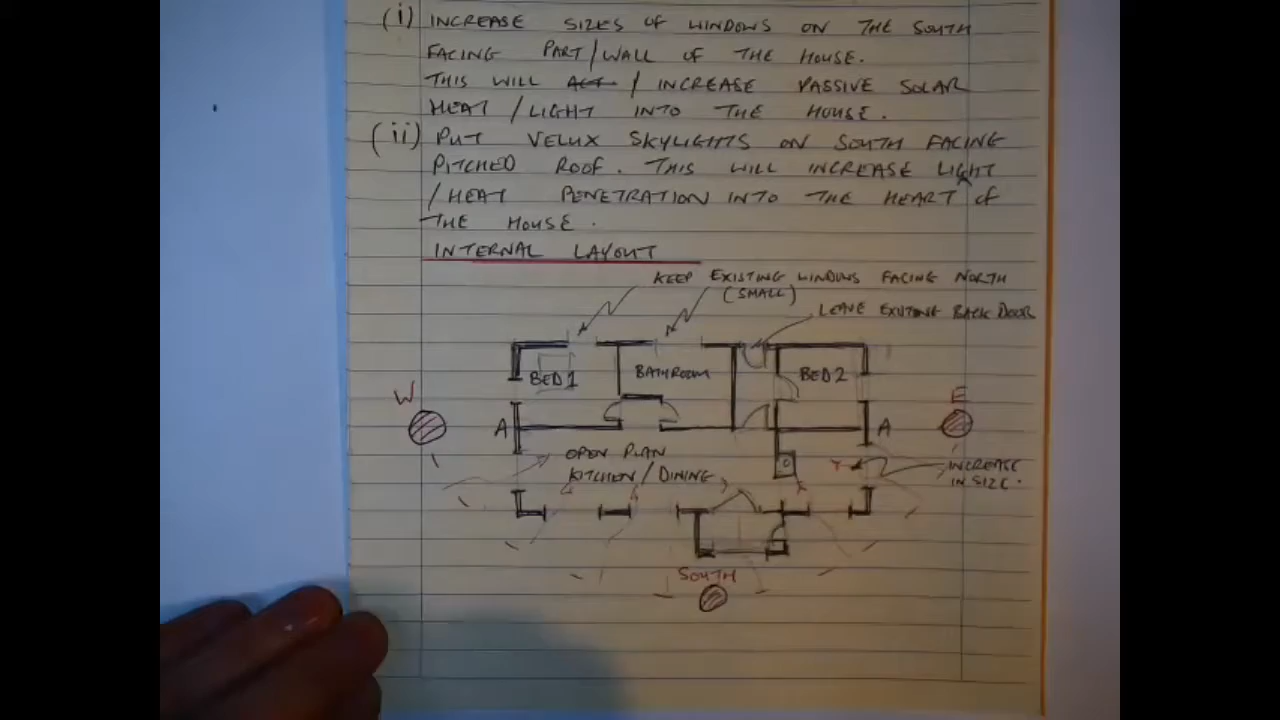 (i) INCREASE SIZES OF WINDOWS ON THE SOUTH
FACING PART/WALL OF THE HOUSE.
THIS WILL ACT / INCREASE PASSIVE SOLAR
HEAT / LIGHT INTO THE HOUSE.
(ii) PUT VELUX SKYLIGHTS ON SOUTH FACING
PITCHED ROOF. THIS WILL INCREASE LIGHT
/HEAT PENETRATION INTO THE HEART OF
THE HOUSE.
INTERNAL LAYOUT
KEEP EXISTING WINDOWS FACING NORTH
(SMALL)
LEAVE EXISTING BACK DOOR
BED 1
BATHROOM
BED 2
W
E
A
A
OPEN PLAN
KITCHEN / DINING
INCREASE
IN SIZE.
SOUTH